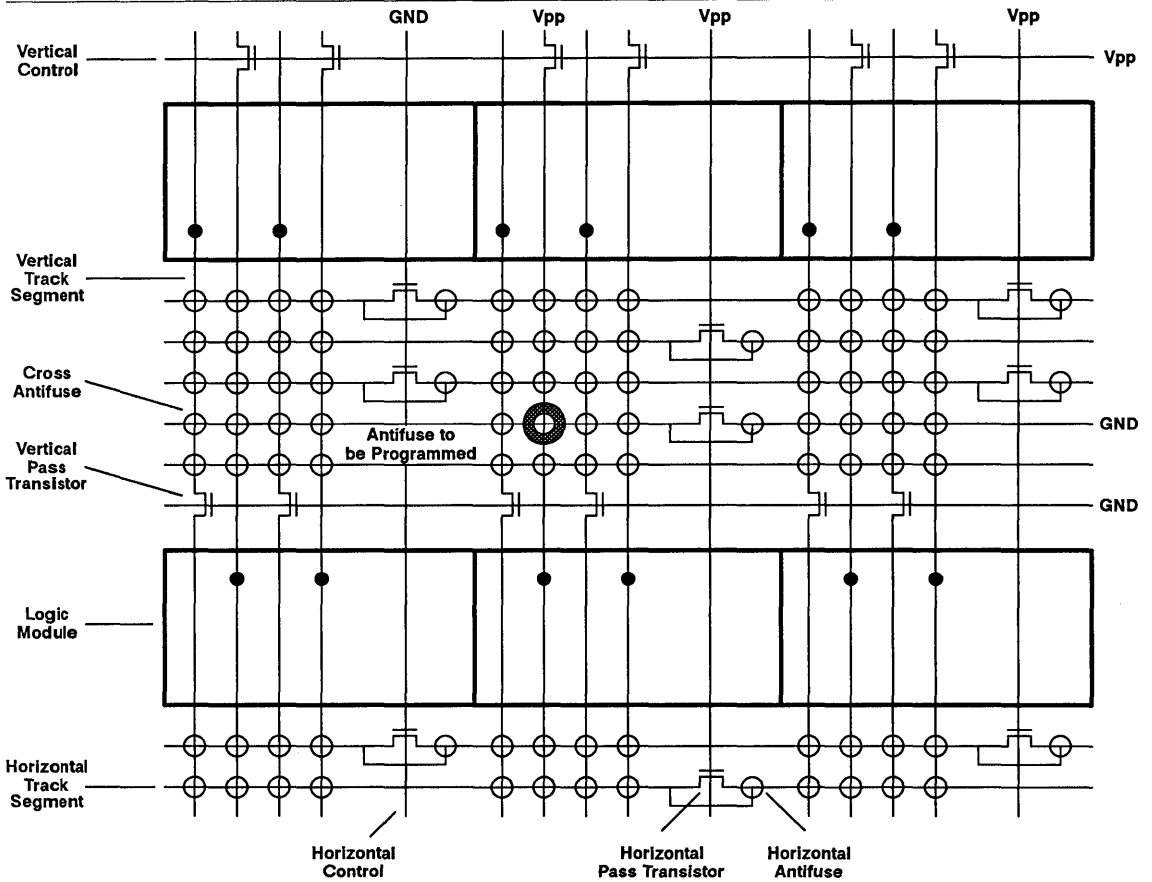 GND
Vpp
Vpp
Vpp
Vertical
Control
Vpp
Vertical
Track
Segment
Cross
Antifuse
Antifuse to
be Programmed
GND
Vertical
Pass
Transistor
GND
Logic
Module
Horizontal
Track
Segment
Horizontal
Control
Horizontal
Pass Transistor
Horizontal
Antifuse